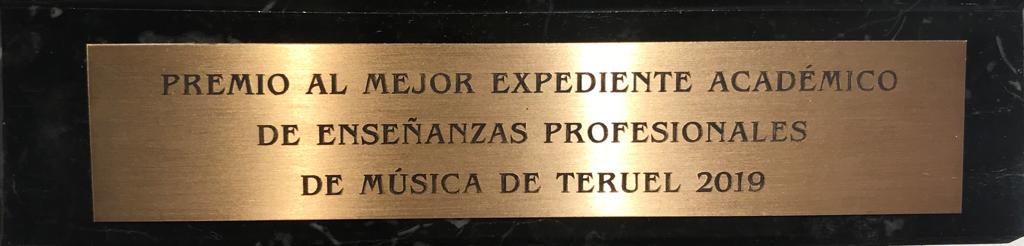 PREMIO AL MEJOR EXPEDIENTE ACADÉMICO
DE ENSEÑANZAS PROFESIONALES
DE MÚSICA DE TERUEL 2019